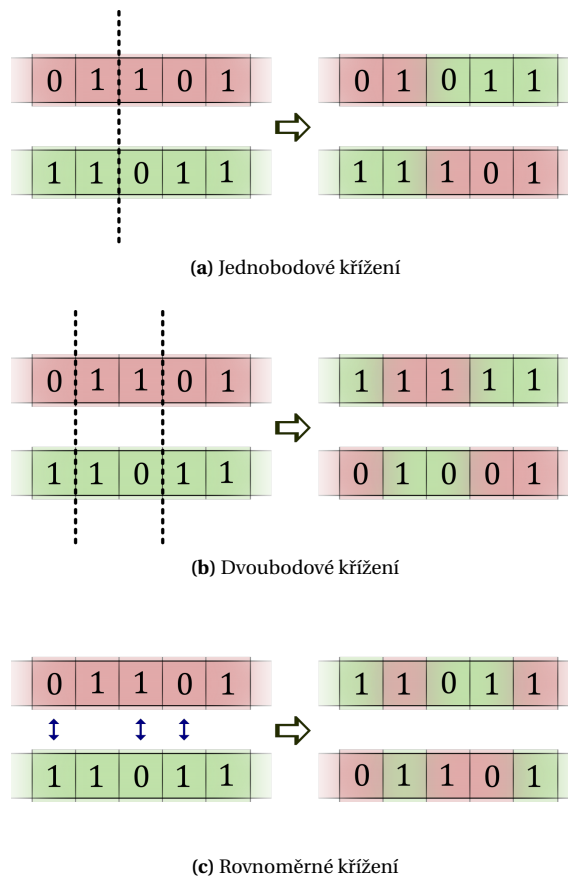 0 1 1 0 1 0 1 0 1 1
1 1 0 1 1 1 1 1 0 1
(a) Jednobodové křížení
0 1 1 0 1 1 1 1 1 1
1 1 0 1 1 0 1 0 0 1
(b) Dvoubodové křížení
0 1 1 0 1 1 1 0 1 1
1 1 0 1 1 0 1 1 0 1
(c) Rovnoměrné křížení